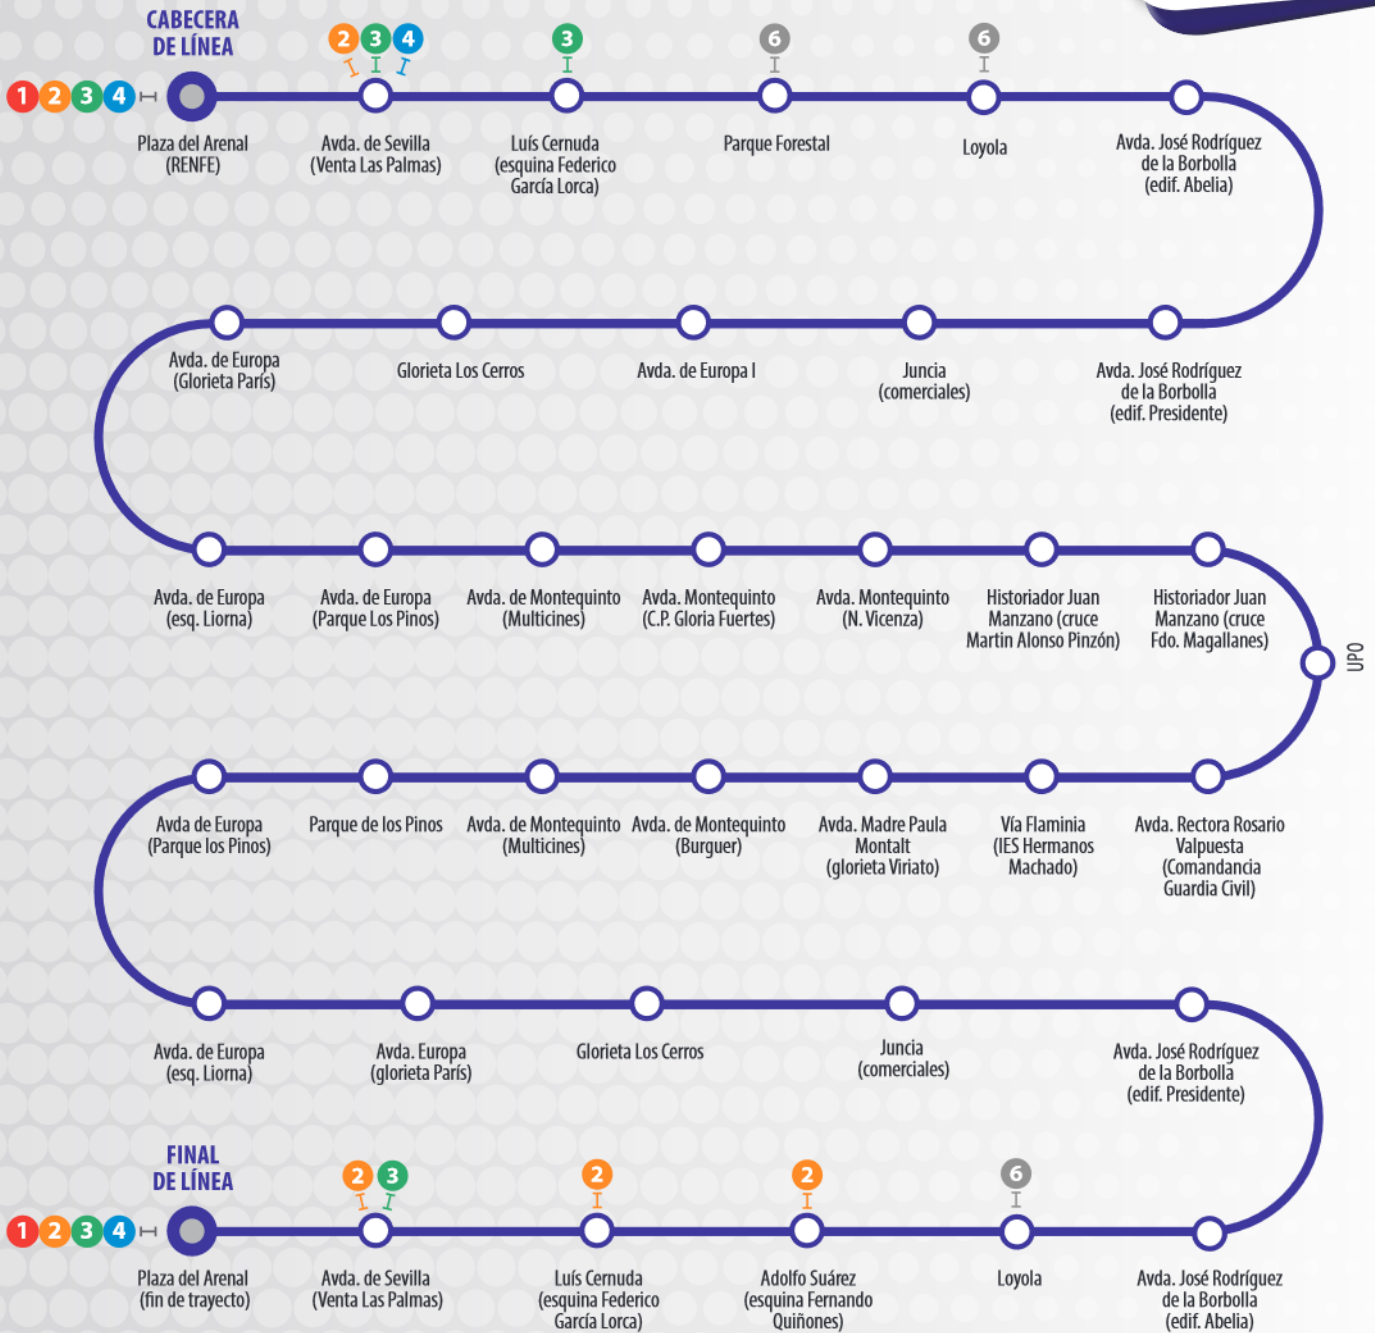 CABECERA
DE LÍNEA
2 3 4
3
6
6
1 2 3 4
Plaza del Arenal
(RENFE)
Avda. de Sevilla
(Venta Las Palmas)
Luís Cernuda
(esquina Federico
García Lorca)
Parque Forestal
Loyola
Avda. José Rodríguez
de la Borbolla
(edif. Abelia)
Avda. de Europa
(Glorieta París)
Glorieta Los Cerros
Avda. de Europa I
Juncia
(comerciales)
Avda. José Rodríguez
de la Borbolla
(edif. Presidente)
Avda. de Europa
(esq. Liorna)
Avda. de Europa
(Parque Los Pinos)
Avda. de Montequinto
(Multicines)
Avda. Montequinto
(C.P. Gloria Fuertes)
Avda. Montequinto
(N. Vicenza)
Historiador Juan
Manzano (cruce
Martin Alonso Pinzón)
Historiador Juan
Manzano (cruce
Fdo. Magallanes)
UPO
Avda de Europa
(Parque los Pinos)
Parque de los Pinos
Avda. de Montequinto
(Multicines)
Avda. de Montequinto
(Burguer)
Avda. Madre Paula
Montalt
(glorieta Viriato)
Vía Flaminia
(IES Hermanos
Machado)
Avda. Rectora Rosario
Valpuesta
(Comandancia
Guardia Civil)
Avda. de Europa
(esq. Liorna)
Avda. Europa
(glorieta París)
Glorieta Los Cerros
Juncia
(comerciales)
Avda. José Rodríguez
de la Borbolla
(edif. Presidente)
FINAL
DE LÍNEA
2 3
2
2
6
1 2 3 4
Plaza del Arenal
(fin de trayecto)
Avda. de Sevilla
(Venta Las Palmas)
Luís Cernuda
(esquina Federico
García Lorca)
Adolfo Suárez
(esquina Fernando
Quiñones)
Loyola
Avda. José Rodríguez
de la Borbolla
(edif. Abelia)